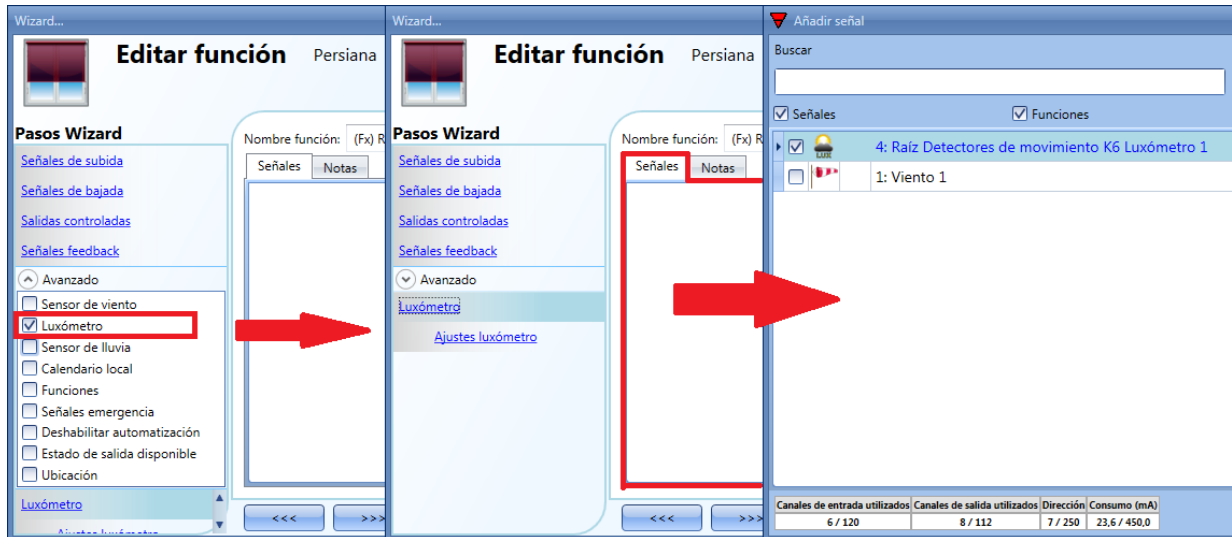 Wizard...
Editar función Persiana
Pasos Wizard
Señales de subida
Señales de bajada
Salidas controladas
Señales feedback
Avanzado
Sensor de viento
Luxómetro
Sensor de lluvia
Calendario local
Funciones
Señales emergencia
Deshabilitar automatización
Estado de salida disponible
Ubicación
Luxómetro
Ajustes luxómetro
Nombre función: (Fx) R
Señales Notas
<<< >>>
Wizard...
Editar función Persiana
Pasos Wizard
Señales de subida
Señales de bajada
Salidas controladas
Señales feedback
Avanzado
Luxómetro
Ajustes luxómetro
Nombre función: (Fx) R
Señales Notas
<<< >>>
Añadir señal
Buscar
Señales Funciones
LUX 4: Raíz Detectores de movimiento K6 Luxómetro 1
1: Viento 1
Canales de entrada utilizados Canales de salida utilizados Dirección Consumo (mA)
6 / 120 8 / 112 7 / 250 23,6 / 450,0